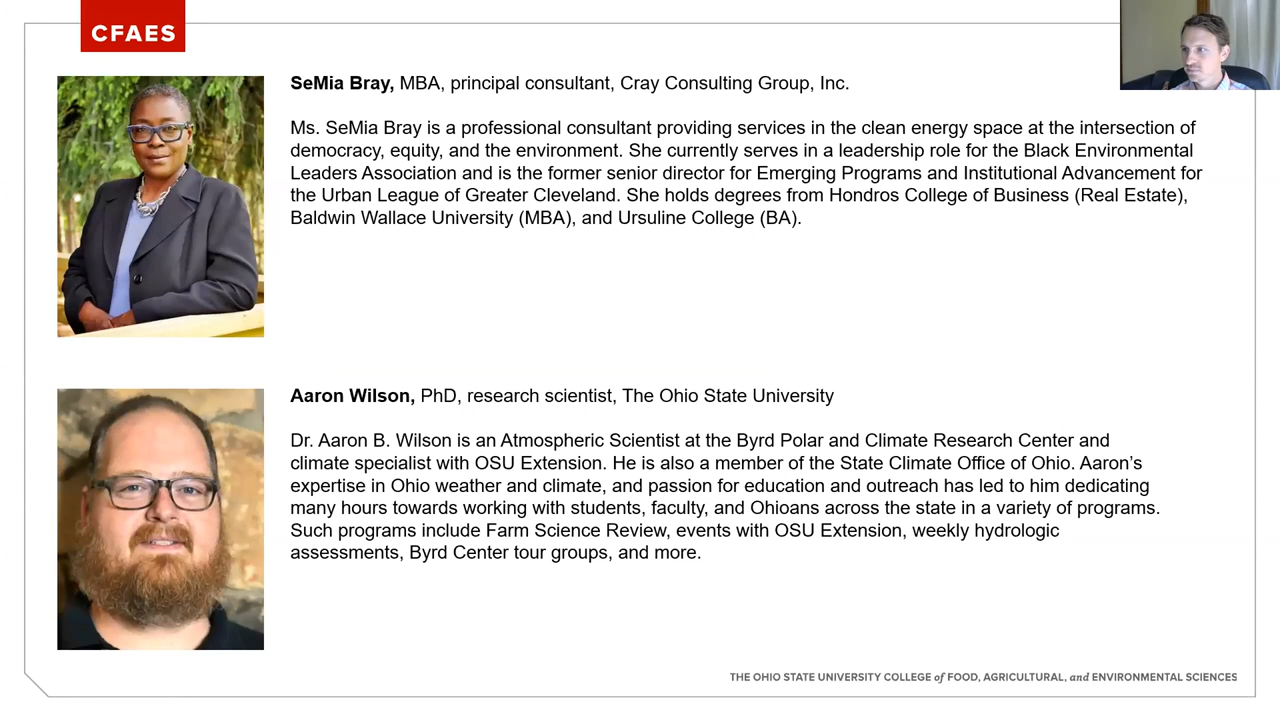 CFAES
SeMia Bray, MBA, principal consultant, Cray Consulting Group, Inc.
Ms. SeMia Bray is a professional consultant providing services in the clean energy space at the intersection of
democracy, equity, and the environment. She currently serves in a leadership role for the Black Environmental
Leaders Association and is the former senior director for Emerging Programs and Institutional Advancement for
the Urban League of Greater Cleveland. She holds degrees from Hondros College of Business (Real Estate),
Baldwin Wallace University (MBA), and Ursuline College (BA).
Aaron Wilson, PhD, research scientist, The Ohio State University
Dr. Aaron B. Wilson is an Atmospheric Scientist at the Byrd Polar and Climate Research Center and
climate specialist with OSU Extension. He is also a member of the State Climate Office of Ohio. Aaron’s
expertise in Ohio weather and climate, and passion for education and outreach has led to him dedicating
many hours towards working with students, faculty, and Ohioans across the state in a variety of programs.
Such programs include Farm Science Review, events with OSU Extension, weekly hydrologic
assessments, Byrd Center tour groups, and more.
THE OHIO STATE UNIVERSITY COLLEGE of FOOD, AGRICULTURAL, and ENVIRONMENTAL SCIENCES